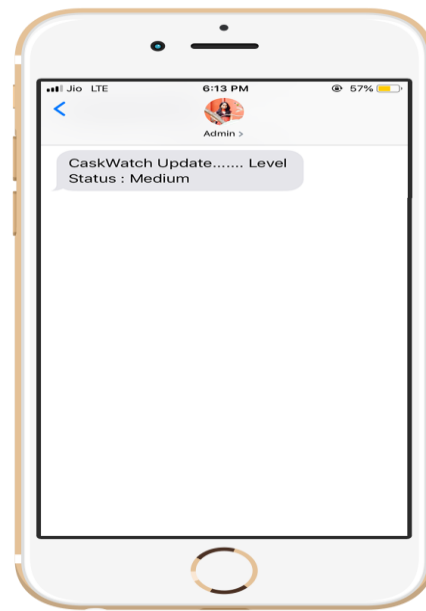 Jio LTE 6:13 PM 57%
Admin >
CaskWatch Update....... Level
Status : Medium